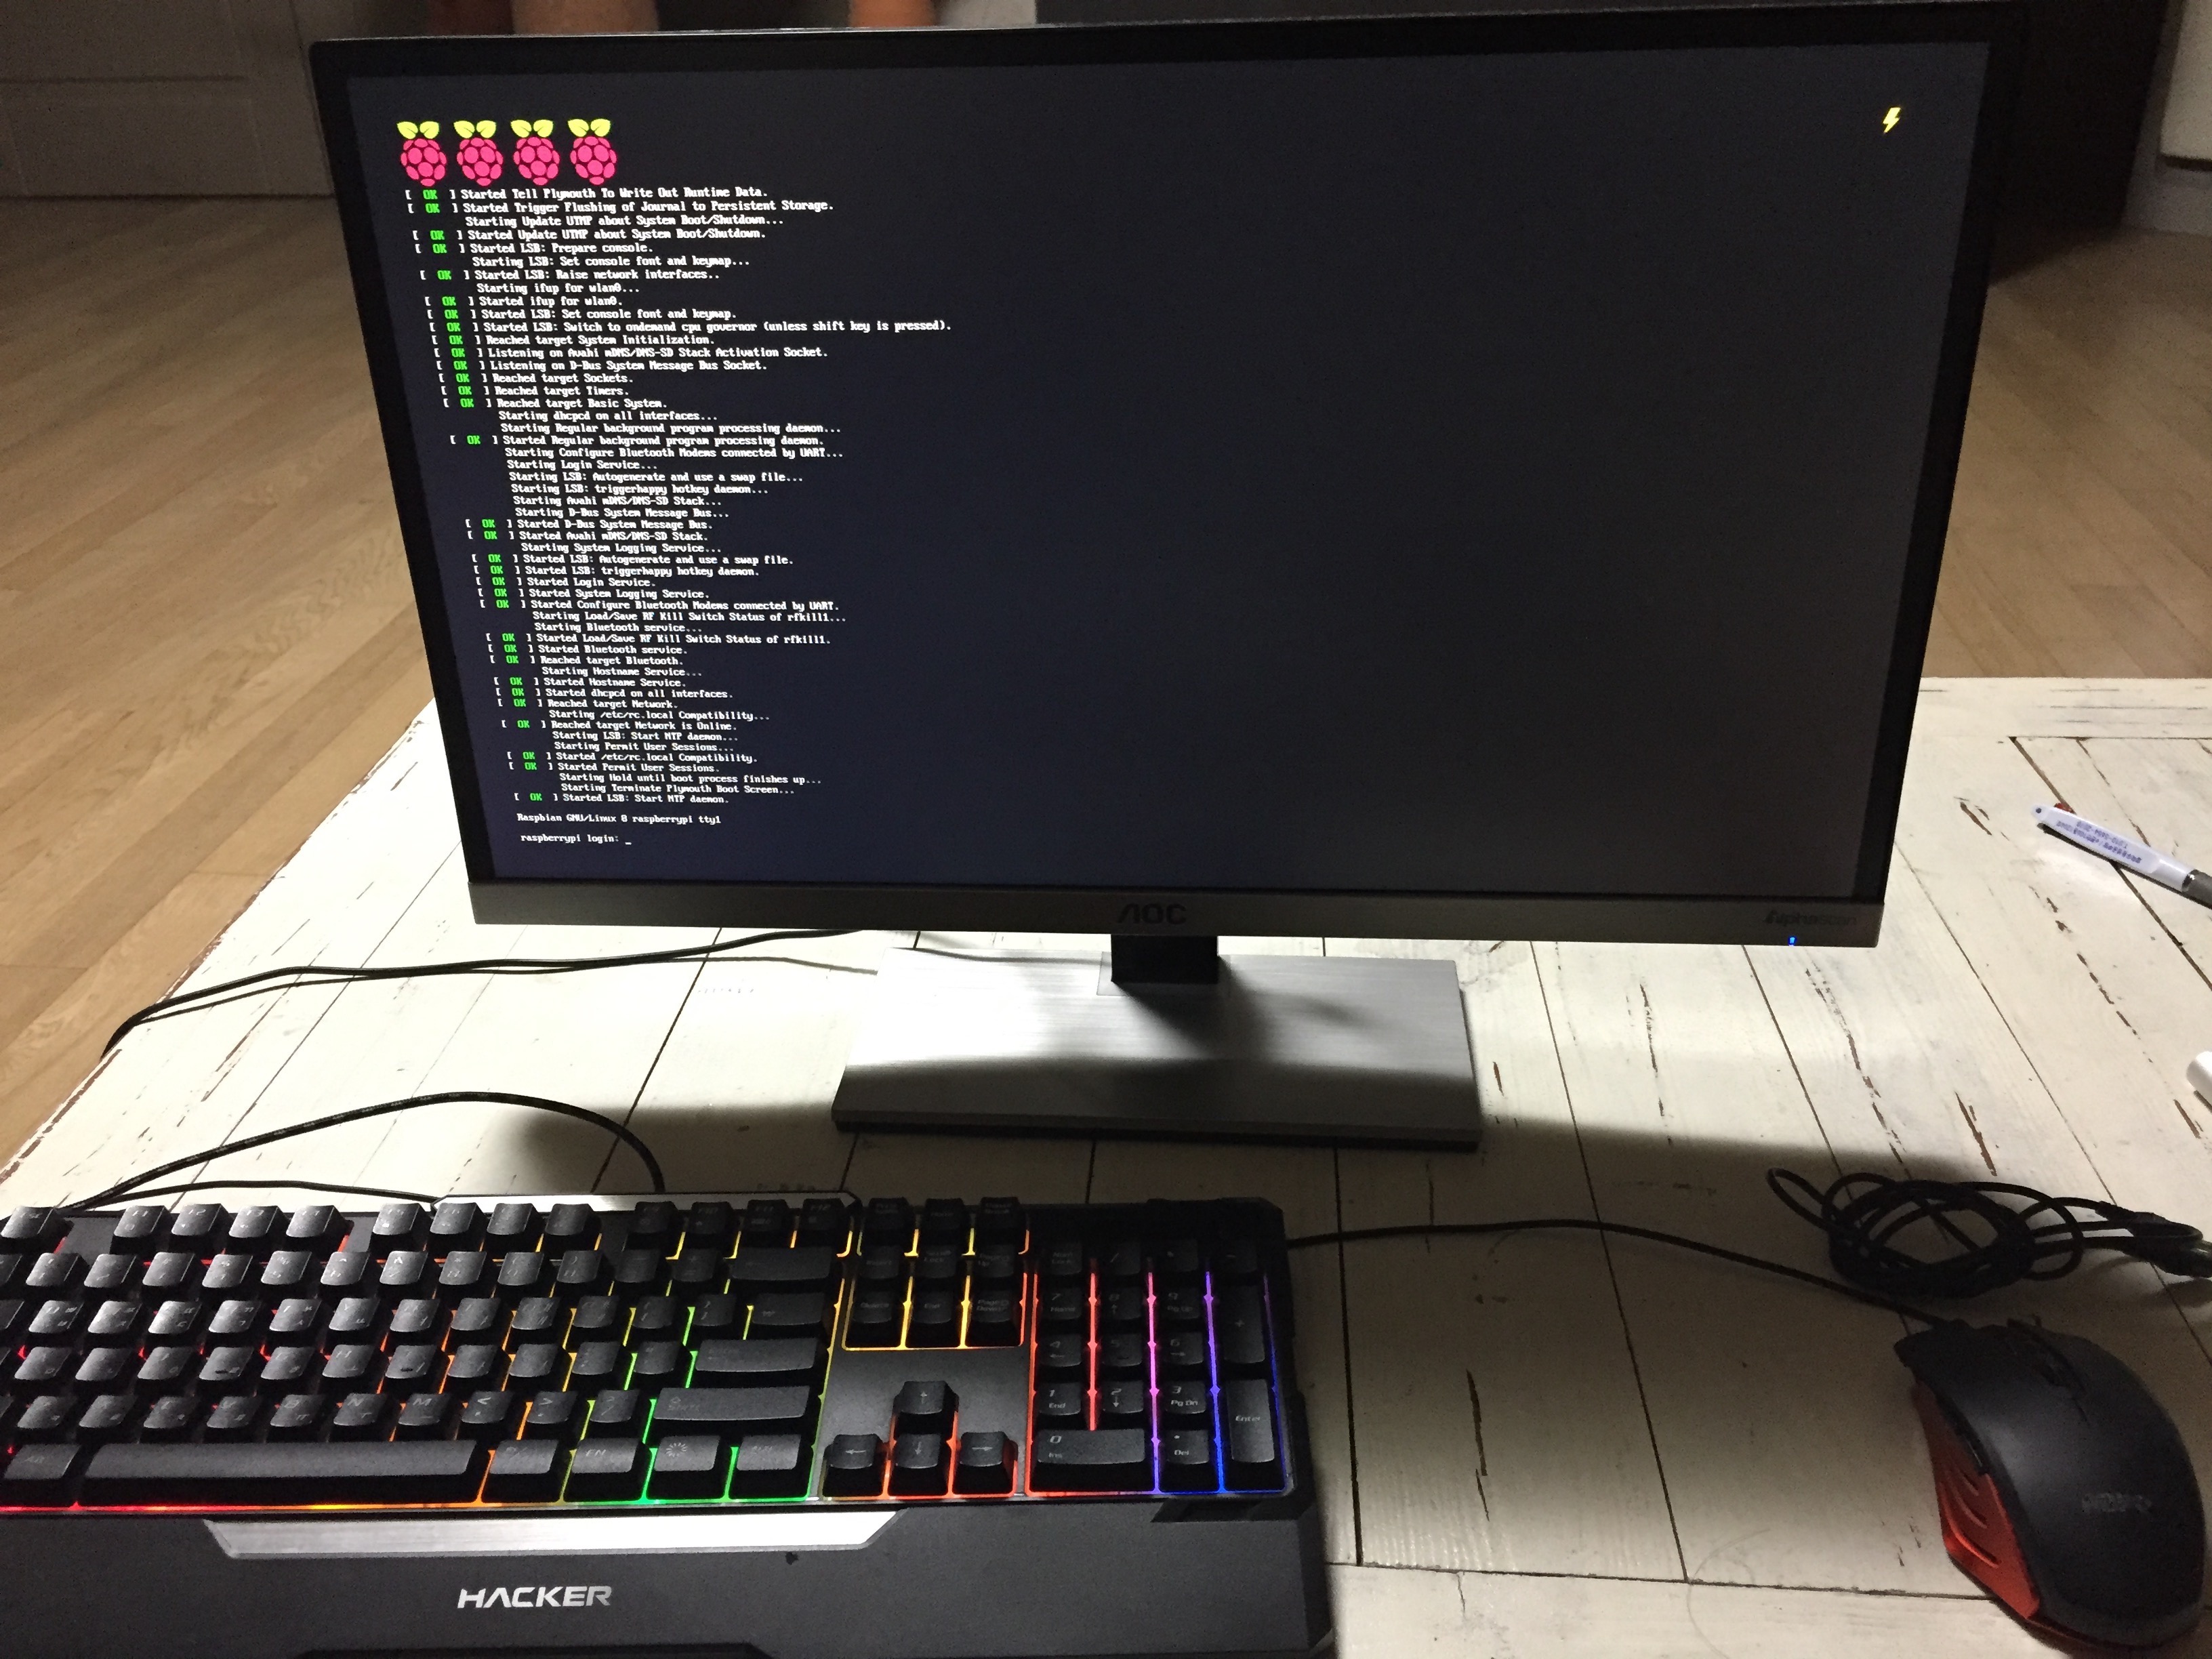 [ OK ] Started Tell Plymouth To Write Out Runtime Data.
[ OK ] Started Trigger Flushing of Journal to Persistent Storage.
Starting Update UTMP about System Boot/Shutdown...
[ OK ] Started Update UTMP about System Boot/Shutdown.
[ OK ] Started LSB: Prepare console.
Starting LSB: Set console font and keymap...
[ OK ] Started LSB: Raise network interfaces..
Starting ifup for wlan0...
[ OK ] Started ifup for wlan0.
[ OK ] Started LSB: Set console font and keymap.
[ OK ] Started LSB: Switch to ondemand cpu governor (unless shift key is pressed).
[ OK ] Reached target System Initialization.
[ OK ] Listening on Avahi mDNS/DNS-SD Stack Activation Socket.
[ OK ] Listening on D-Bus System Message Bus Socket.
[ OK ] Reached target Sockets.
[ OK ] Reached target Timers.
[ OK ] Reached target Basic System.
Starting dhcpcd on all interfaces...
Starting Regular background program processing daemon...
[ OK ] Started Regular background program processing daemon.
Starting Configure Bluetooth Modems connected by UART...
Starting Login Service...
Starting LSB: Autogenerate and use a swap file...
Starting LSB: triggerhappy hotkey daemon...
Starting Avahi mDNS/DNS-SD Stack...
Starting D-Bus System Message Bus...
[ OK ] Started D-Bus System Message Bus.
[ OK ] Started Avahi mDNS/DNS-SD Stack.
Starting System Logging Service...
[ OK ] Started LSB: Autogenerate and use a swap file.
[ OK ] Started LSB: triggerhappy hotkey daemon.
[ OK ] Started Login Service.
[ OK ] Started System Logging Service.
[ OK ] Started Configure Bluetooth Modems connected by UART.
Starting Load/Save RF Kill Switch Status of rfkill1...
Starting Bluetooth service...
[ OK ] Started Load/Save RF Kill Switch Status of rfkill1.
[ OK ] Started Bluetooth service.
[ OK ] Reached target Bluetooth.
Starting Hostname Service...
[ OK ] Started Hostname Service.
[ OK ] Started dhcpcd on all interfaces.
[ OK ] Reached target Network.
Starting /etc/rc.local Compatibility...
[ OK ] Reached target Network is Online.
Starting LSB: Start NTP daemon...
Starting Permit User Sessions...
[ OK ] Started /etc/rc.local Compatibility.
[ OK ] Started Permit User Sessions.
Starting Hold until boot process finishes up...
Starting Terminate Plymouth Boot Screen...
[ OK ] Started LSB: Start NTP daemon.
Raspbian GNU/Linux 8 raspberrypi tty1
raspberrypi login: _
AOC
Alphascan
HACKER